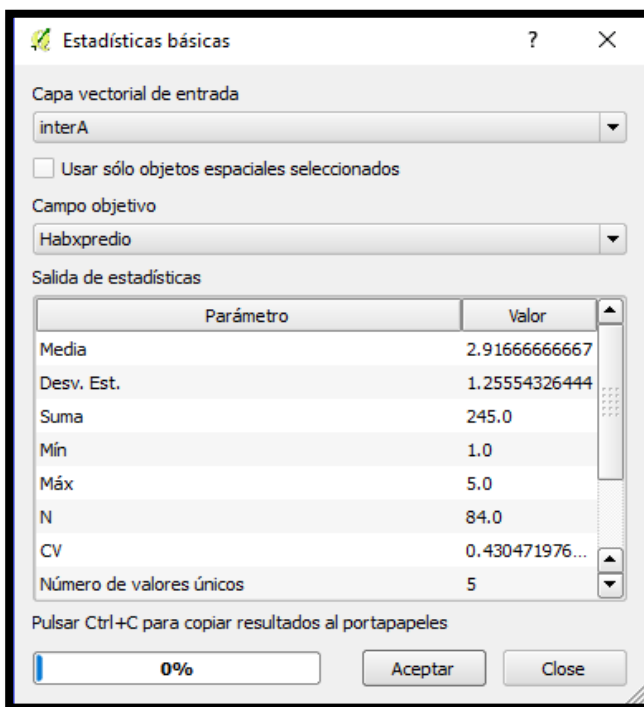 Estadísticas básicas ? ×
Capa vectorial de entrada
interA
Usar sólo objetos espaciales seleccionados
Campo objetivo
Habxpredio
Salida de estadísticas
Parámetro Valor
Media 2.91666666667
Desv. Est. 1.25554326444
Suma 245.0
Mín 1.0
Máx 5.0
N 84.0
CV 0.430471976...
Número de valores únicos 5
Pulsar Ctrl+C para copiar resultados al portapapeles
0% Aceptar Close